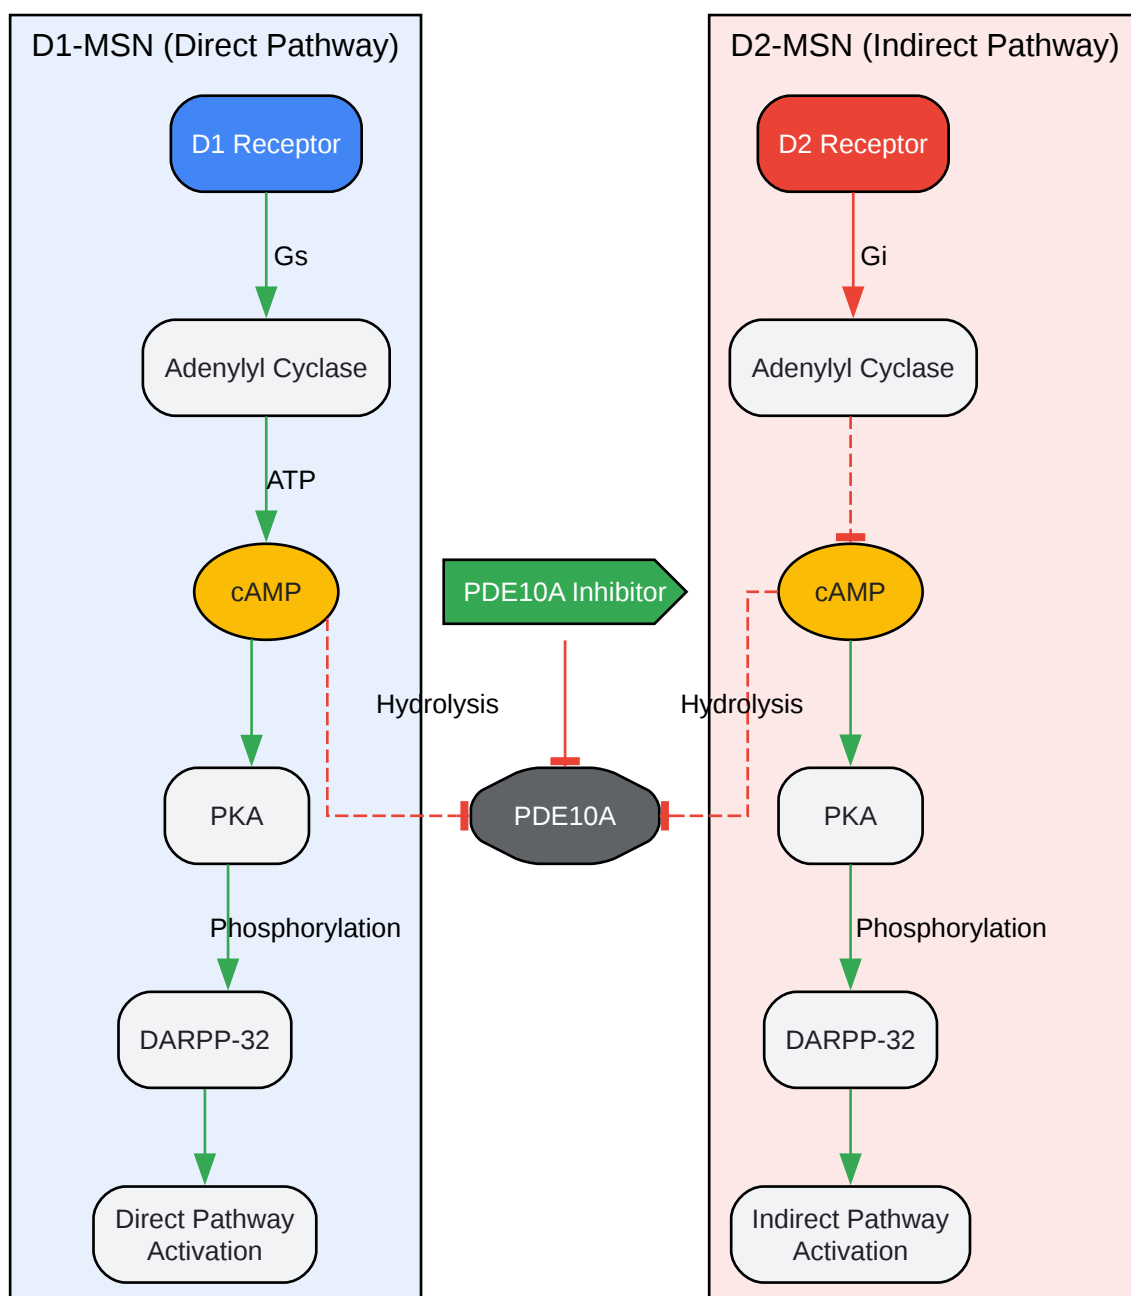 D1-MSN (Direct Pathway)
D2-MSN (Indirect Pathway)
D1 Receptor
D2 Receptor
Gs
Gi
Adenylyl Cyclase
Adenylyl Cyclase
ATP
cAMP
PDE10A Inhibitor
cAMP
Hydrolysis
Hydrolysis
PKA
PDE10A
PKA
Phosphorylation
Phosphorylation
DARPP-32
DARPP-32
Direct Pathway
Activation
Indirect Pathway
Activation